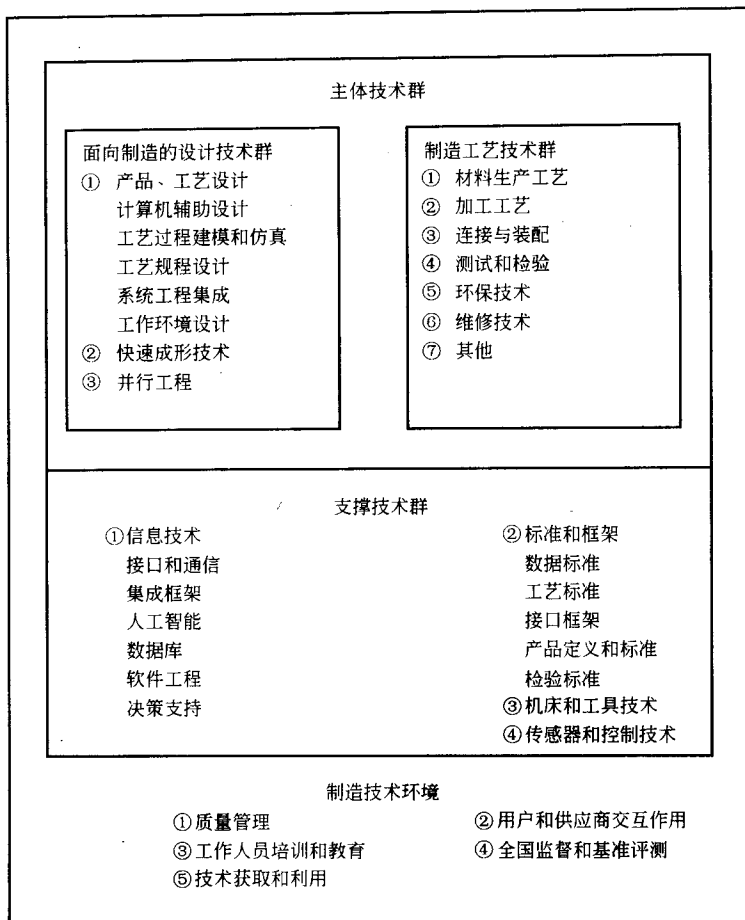 主体技术群
面向制造的设计技术群
① 产品、工艺设计
计算机辅助设计
工艺过程建模和仿真
工艺规程设计
系统工程集成
工作环境设计
② 快速成形技术
③ 并行工程
制造工艺技术群
① 材料生产工艺
② 加工工艺
③ 连接与装配
④ 测试和检验
⑤ 环保技术
⑥ 维修技术
⑦ 其他
支撑技术群
①信息技术
接口和通信
集成框架
人工智能
数据库
软件工程
决策支持
②标准和框架
数据标准
工艺标准
接口框架
产品定义和标准
检验标准
③机床和工具技术
④传感器和控制技术
制造技术环境
①质量管理
②用户和供应商交互作用
③工作人员培训和教育
④全国监督和基准评测
⑤技术获取和利用